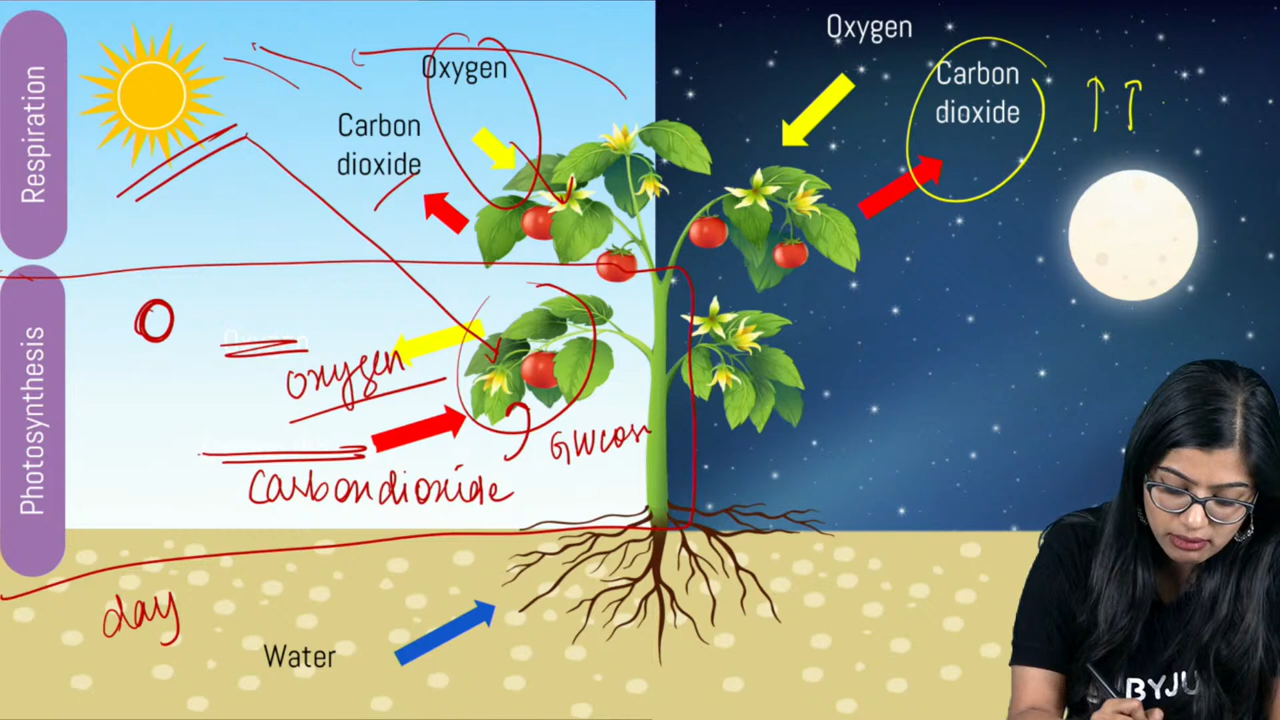 Respiration
Oxygen
Carbon
dioxide
Oxygen
Carbon
dioxide
Photosynthesis
oxygen
Glucose
Carbondioxide
day
Water
BYJU